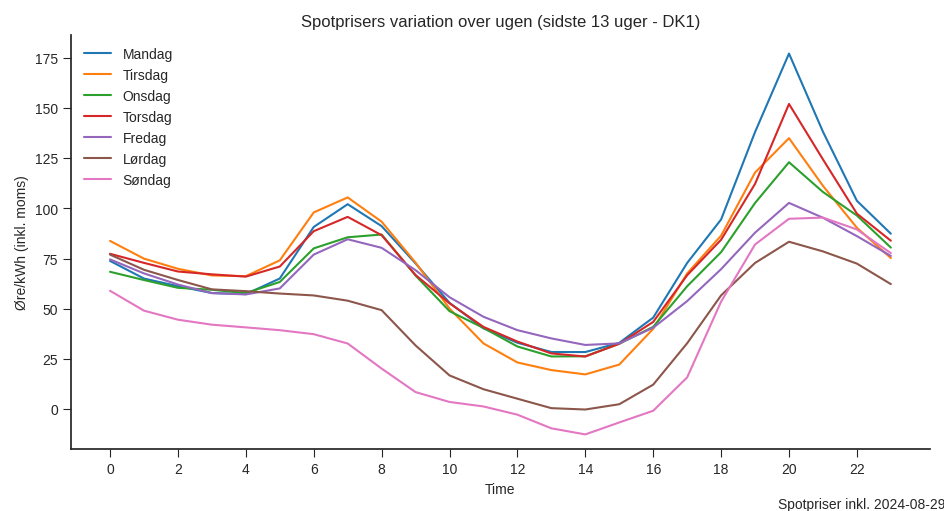 Spotprisers variation over ugen (sidste 13 uger - DK1)
Mandag
Tirsdag
Onsdag
Torsdag
Fredag
Lørdag
Søndag
Øre/kWh (inkl. moms)
175
150
125
100
75
50
25
0
0 2 4 6 8 10 12 14 16 18 20 22
Time
Spotpriser inkl. 2024-08-29